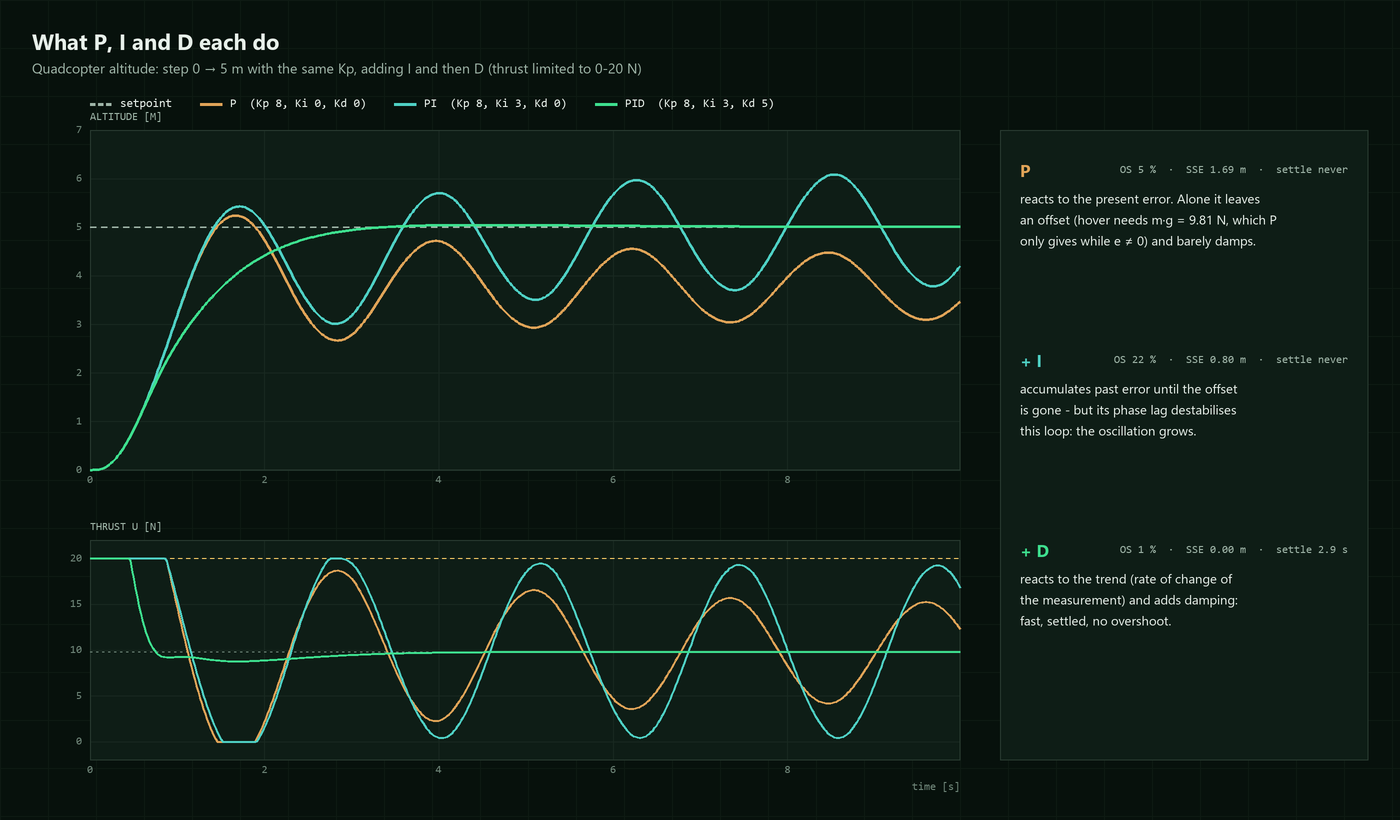 What P, I and D each do
Quadcopter altitude: step 0 → 5 m with the same Kp, adding I and then D (thrust limited to 0-20 N)
setpoint P (Kp 8, Ki 0, Kd 0) PI (Kp 8, Ki 3, Kd 0) PID (Kp 8, Ki 3, Kd 5)
ALTITUDE [M]
7
6
5
4
3
2
1
0
0 2 4 6 8
THRUST U [N]
20
15
10
5
0
0 2 4 6 8
time [s]
P OS 5 % · SSE 1.69 m · settle never
reacts to the present error. Alone it leaves
an offset (hover needs m·g = 9.81 N, which P
only gives while e ≠ 0) and barely damps.
+ I OS 22 % · SSE 0.80 m · settle never
accumulates past error until the offset
is gone - but its phase lag destabilises
this loop: the oscillation grows.
+ D OS 1 % · SSE 0.00 m · settle 2.9 s
reacts to the trend (rate of change of
the measurement) and adds damping:
fast, settled, no overshoot.